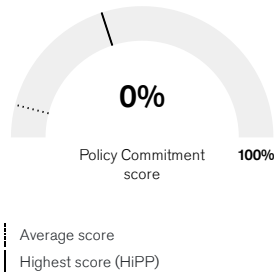 0%
Policy Commitment
score
100%
Average score
Highest score (HiPP)